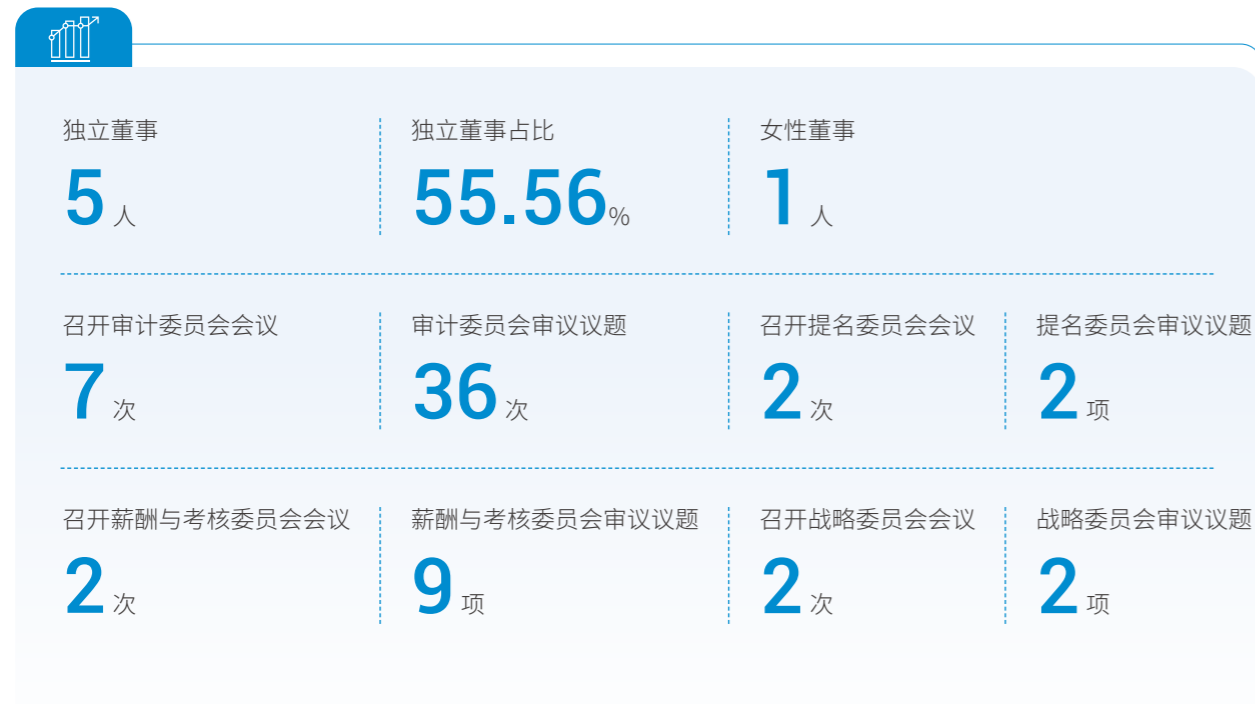 独立董事
5 人
独立董事占比
55.56%
女性董事
1 人
召开审计委员会会议
7 次
审计委员会审议议题
36 次
召开提名委员会会议
2 次
提名委员会审议议题
2 项
召开薪酬与考核委员会会议
2 次
薪酬与考核委员会审议议题
9 项
召开战略委员会会议
2 次
战略委员会审议议题
2 项